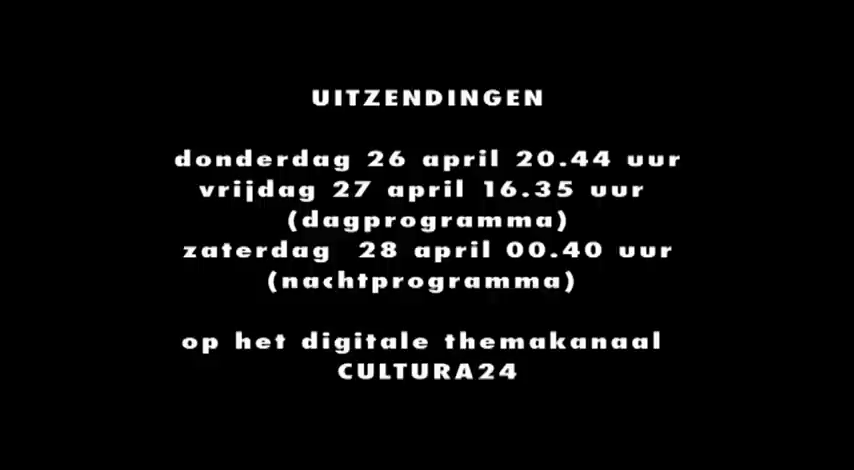 UITZENDINGEN
donderdag 26 april 20.44 uur
vrijdag 27 april 16.35 uur
(dagprogramma)
zaterdag 28 april 00.40 uur
(nachtprogramma)
op het digitale themakanaal
CULTURA24